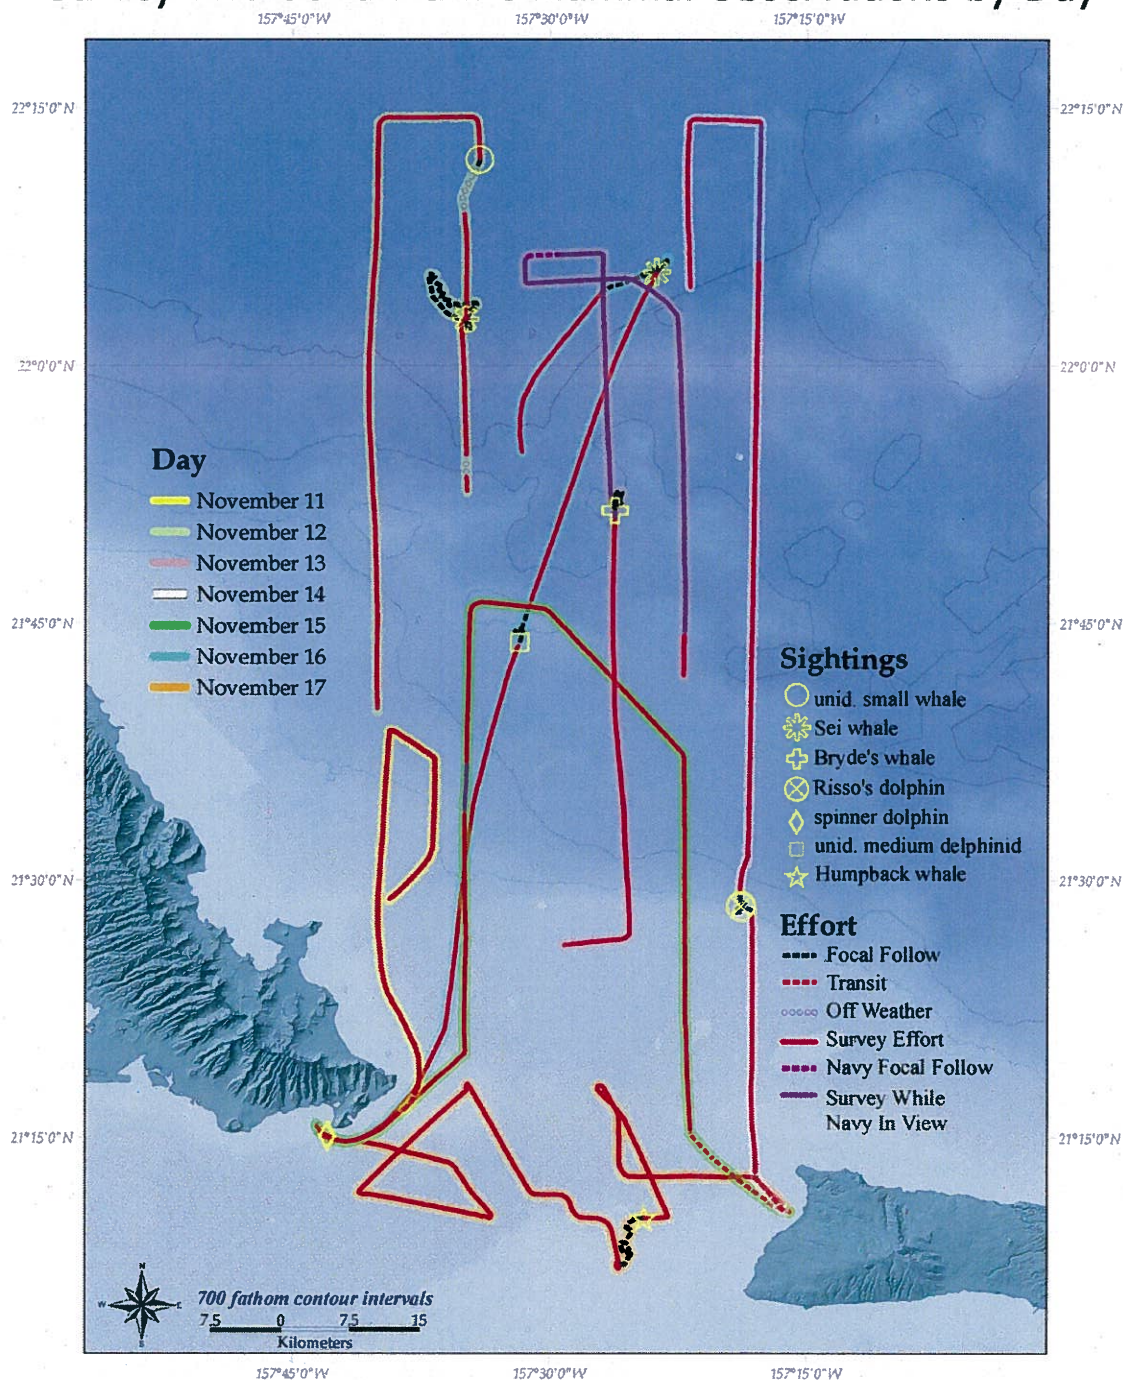 157°45'0"W 157°30'0"W 157°15'0"W
22°15'0"N 22°15'0"N
22°0'0"N 22°0'0"N
Day
November 11
November 12
November 13
November 14
November 15
November 16
November 17
21°45'0"N 21°45'0"N
Sightings
unid. small whale
Sei whale
Bryde's whale
Risso's dolphin
spinner dolphin
unid. medium delphinid
Humpback whale
21°30'0"N 21°30'0"N
Effort
Focal Follow
Transit
Off Weather
Survey Effort
Navy Focal Follow
Survey While
Navy In View
21°15'0"N 21°15'0"N
N
W E
S
700 fathom contour intervals
7.5 0 7.5 15
Kilometers
157°45'0"W 157°30'0"W 157°15'0"W